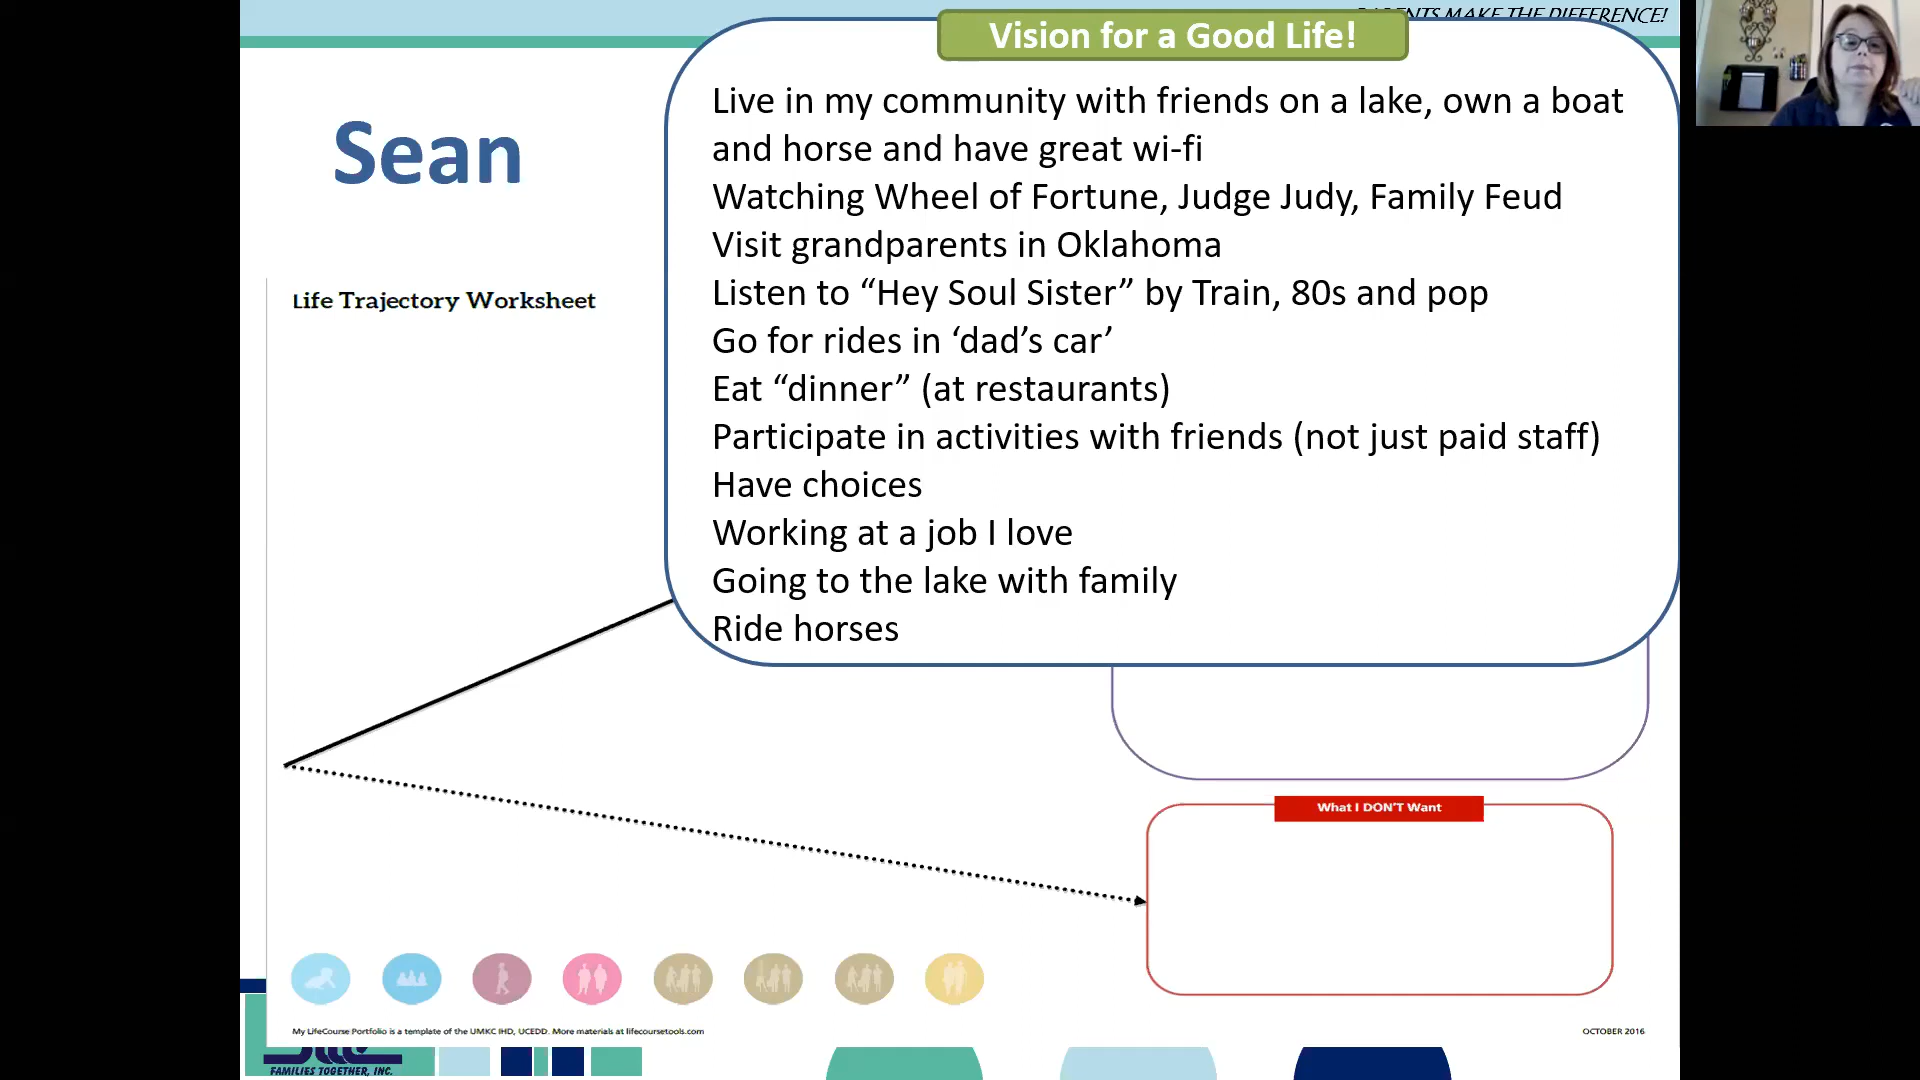 PARENTS MAKE THE DIFFERENCE!
Vision for a Good Life!
Sean
Live in my community with friends on a lake, own a boat
and horse and have great wi-fi
Watching Wheel of Fortune, Judge Judy, Family Feud
Visit grandparents in Oklahoma
Listen to “Hey Soul Sister” by Train, 80s and pop
Go for rides in ‘dad’s car’
Eat “dinner” (at restaurants)
Participate in activities with friends (not just paid staff)
Have choices
Working at a job I love
Going to the lake with family
Ride horses
Life Trajectory Worksheet
What I DON'T Want
My LifeCourse Portfolio is a template of the UMKC IHD, UCEDD. More materials at lifecoursetools.com
OCTOBER 2016
FAMILIES TOGETHER, INC.